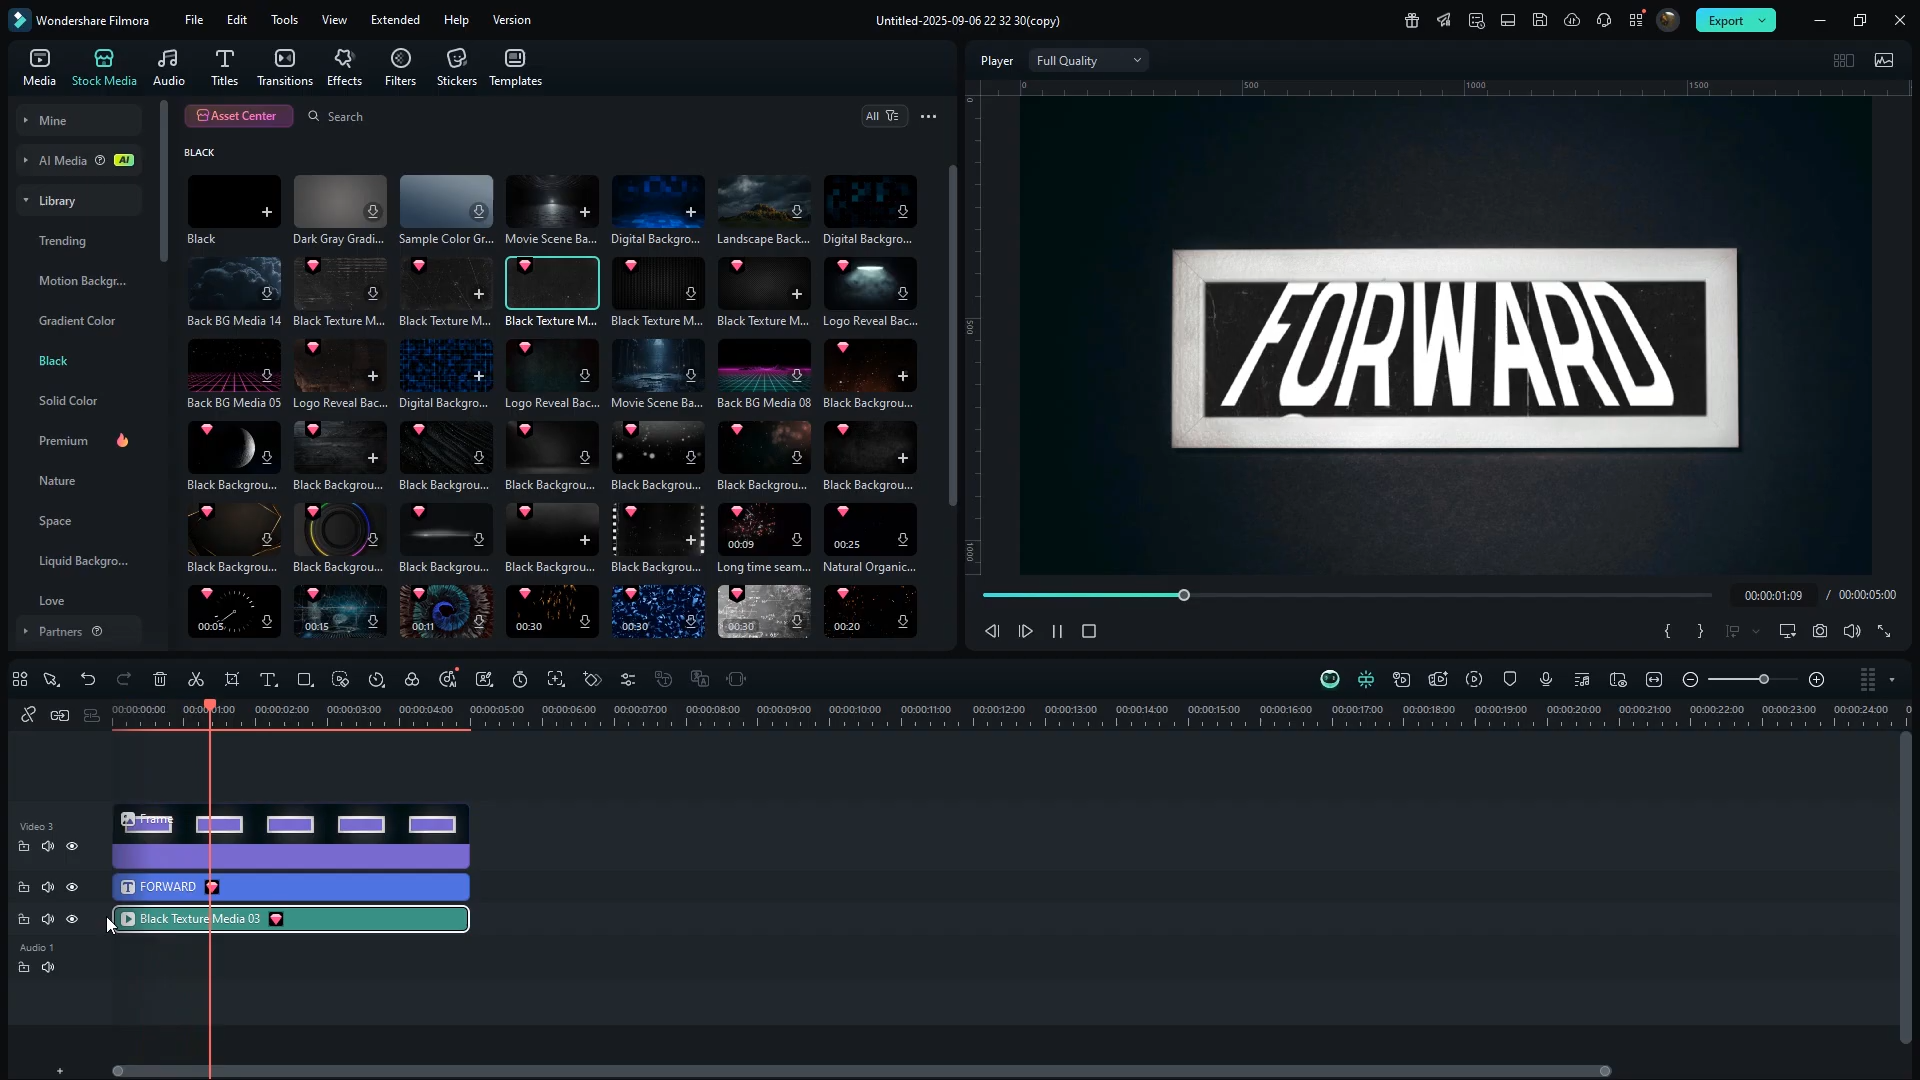 Wondershare Filmora
File
Edit
Tools
View
Extended
Help
Version
Untitled-2025-09-06 22 32 30(copy)
Export
Media
Stock Media
Audio
Titles
Transitions
Effects
Filters
Stickers
Templates
Player
Full Quality
Mine
AI Media
AI
Library
Trending
Motion Backgr...
Gradient Color
Black
Solid Color
Premium
Nature
Space
Liquid Backgro...
Love
Partners
Asset Center
Search
All
BLACK
Black
Dark Gray Gradi...
Sample Color Gr...
Movie Scene Ba...
Digital Backgro...
Landscape Back...
Digital Backgro...
Back BG Media 14
Black Texture M...
Black Texture M...
Black Texture M...
Black Texture M...
Black Texture M...
Logo Reveal Bac...
Back BG Media 05
Logo Reveal Bac...
Digital Backgro...
Logo Reveal Bac...
Movie Scene Ba...
Back BG Media 08
Black Backgrou...
Black Backgrou...
Black Backgrou...
Black Backgrou...
Black Backgrou...
Black Backgrou...
Black Backgrou...
Black Backgrou...
00:09
00:25
Black Backgrou...
Black Backgrou...
Black Backgrou...
Black Backgrou...
Black Backgrou...
Long time seam...
Natural Organic...
00:05
00:15
00:11
00:30
00:30
00:30
00:20
0
500
1000
1500
0
500
1000
FORWARD
00:00:01:09
/ 00:00:05:00
00:00:00:00
00:00:01:00
00:00:02:00
00:00:03:00
00:00:04:00
00:00:05:00
00:00:06:00
00:00:07:00
00:00:08:00
00:00:09:00
00:00:10:00
00:00:11:00
00:00:12:00
00:00:13:00
00:00:14:00
00:00:15:00
00:00:16:00
00:00:17:00
00:00:18:00
00:00:19:00
00:00:20:00
00:00:21:00
00:00:22:00
00:00:23:00
00:00:24:00
Video 3
Frame
FORWARD
Black Texture Media 03
Audio 1